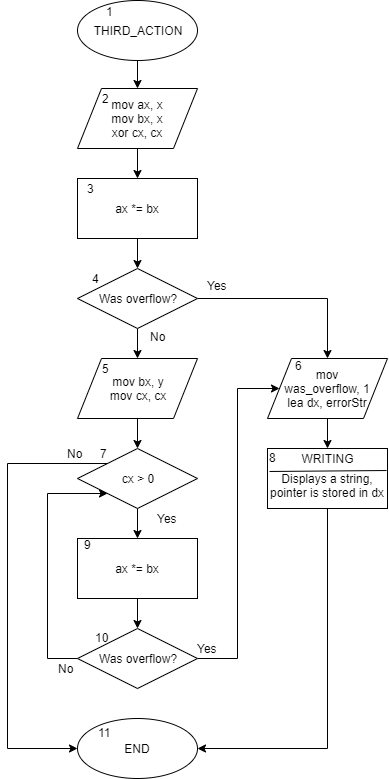 1
THIRD_ACTION
2
mov ax, x
mov bx, x
xor cx, cx
3
ax *= bx
4
Was overflow?
Yes
No
5
mov bx, y
mov cx, cx
6
mov
was_overflow, 1
lea dx, errorStr
No
7
cx > 0
Yes
8
WRITING
Displays a string,
pointer is stored in dx
9
ax *= bx
10
Was overflow?
Yes
No
11
END